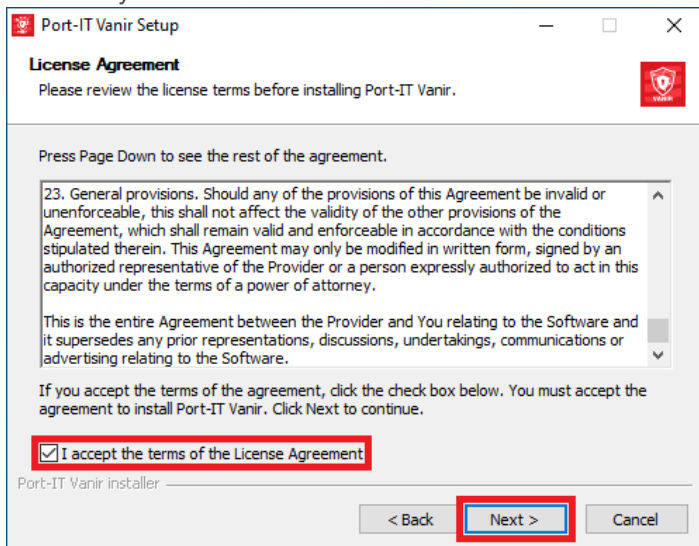 Port-IT Vanir Setup
License Agreement
Please review the license terms before installing Port-IT Vanir.
VANIR
Press Page Down to see the rest of the agreement.
23. General provisions. Should any of the provisions of this Agreement be invalid or
unenforceable, this shall not affect the validity of the other provisions of the
Agreement, which shall remain valid and enforceable in accordance with the conditions
stipulated therein. This Agreement may only be modified in written form, signed by an
authorized representative of the Provider or a person expressly authorized to act in this
capacity under the terms of a power of attorney.
This is the entire Agreement between the Provider and You relating to the Software and
it supersedes any prior representations, discussions, undertakings, communications or
advertising relating to the Software.
If you accept the terms of the agreement, click the check box below. You must accept the
agreement to install Port-IT Vanir. Click Next to continue.
I accept the terms of the License Agreement
Port-IT Vanir installer
< Back Next > Cancel